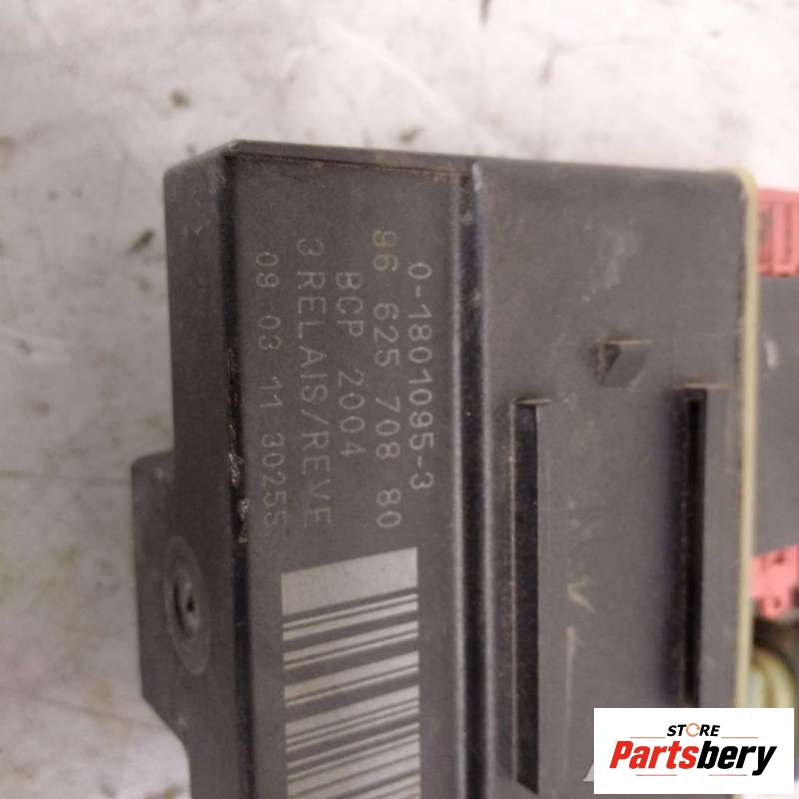 0-1801095-3
96 625 708 80
BCP 2004
3 RELAIS/REVE
09 03 11 30255
STORE
Partsbery